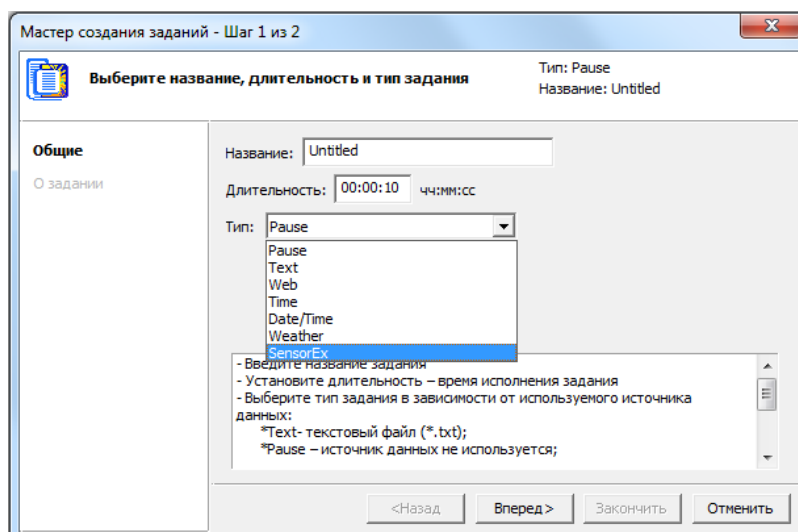 Мастер создания заданий - Шаг 1 из 2
Выберите название, длительность и тип задания
Тип: Pause
Название: Untitled
Общие
О задании
Название: Untitled
Длительность: 00:00:10 чч:мм:сс
Тип: Pause
Pause
Text
Web
Time
Date/Time
Weather
SensorEx
- Введите название задания
- Установите длительность – время исполнения задания
- Выберите тип задания в зависимости от используемого источника
данных:
*Text- текстовый файл (*.txt);
*Pause – источник данных не используется;
<Назад Вперед> Закончить Отменить